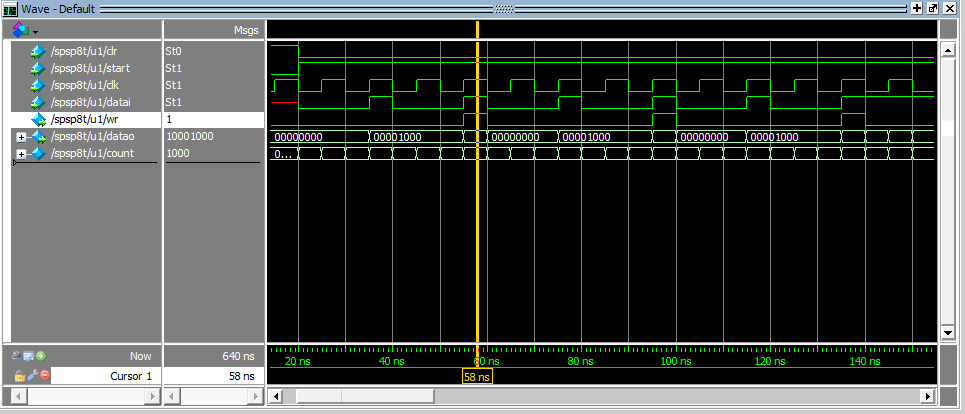 Wave - Default
Msgs
/spsp8t/u1/clr St0
/spsp8t/u1/start St1
/spsp8t/u1/clk St1
/spsp8t/u1/datai St1
/spsp8t/u1/wr 1
/spsp8t/u1/datao 10001000 00000000 00001000 00000000 00001000 00000000 00001000
/spsp8t/u1/count 1000 0...
Now 640 ns 20 ns 40 ns 60 ns 80 ns 100 ns 120 ns 140 ns
Cursor 1 58 ns 58 ns